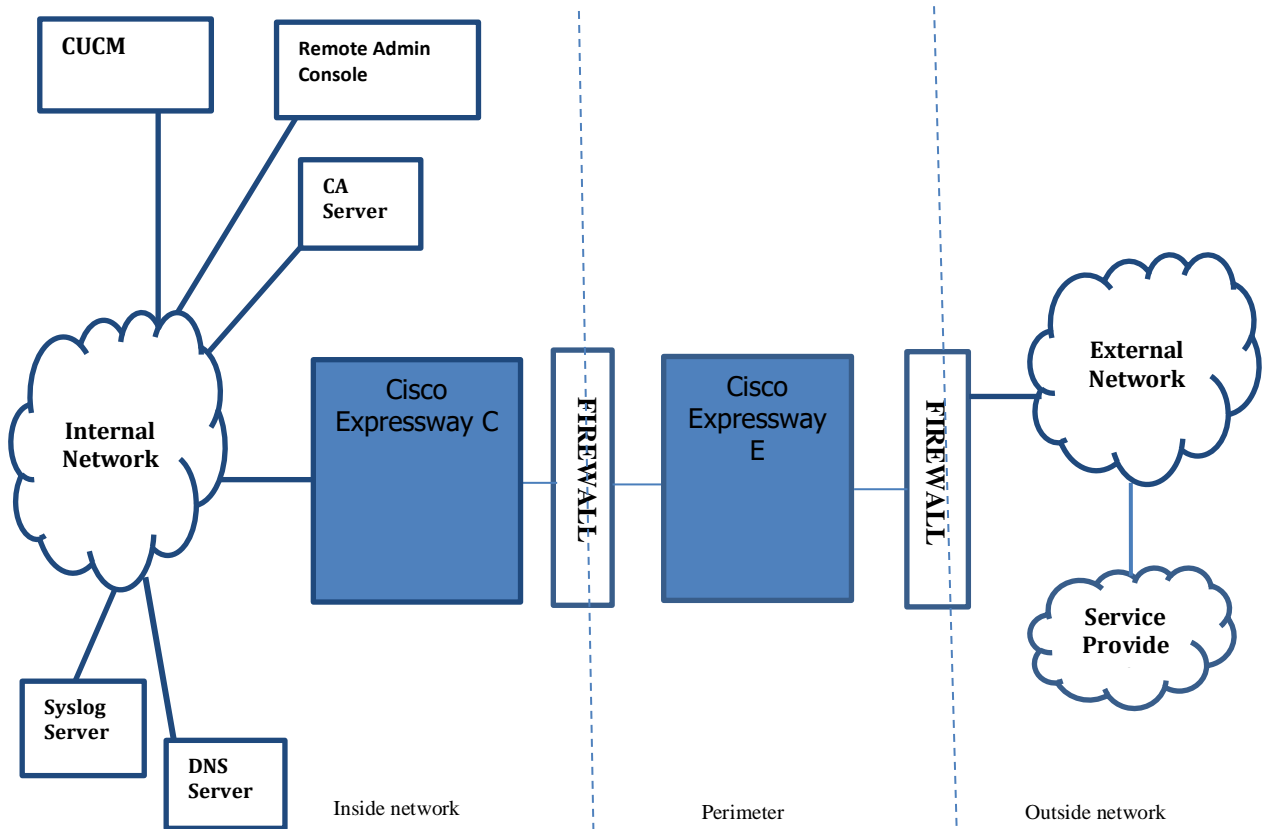 CUCM
Remote Admin
Console
CA
Server
Internal
Network
Cisco
Expressway C
FIREWALL
Cisco
Expressway
E
FIREWALL
External
Network
Service
Provide
Syslog
Server
DNS
Server
Inside network
Perimeter
Outside network